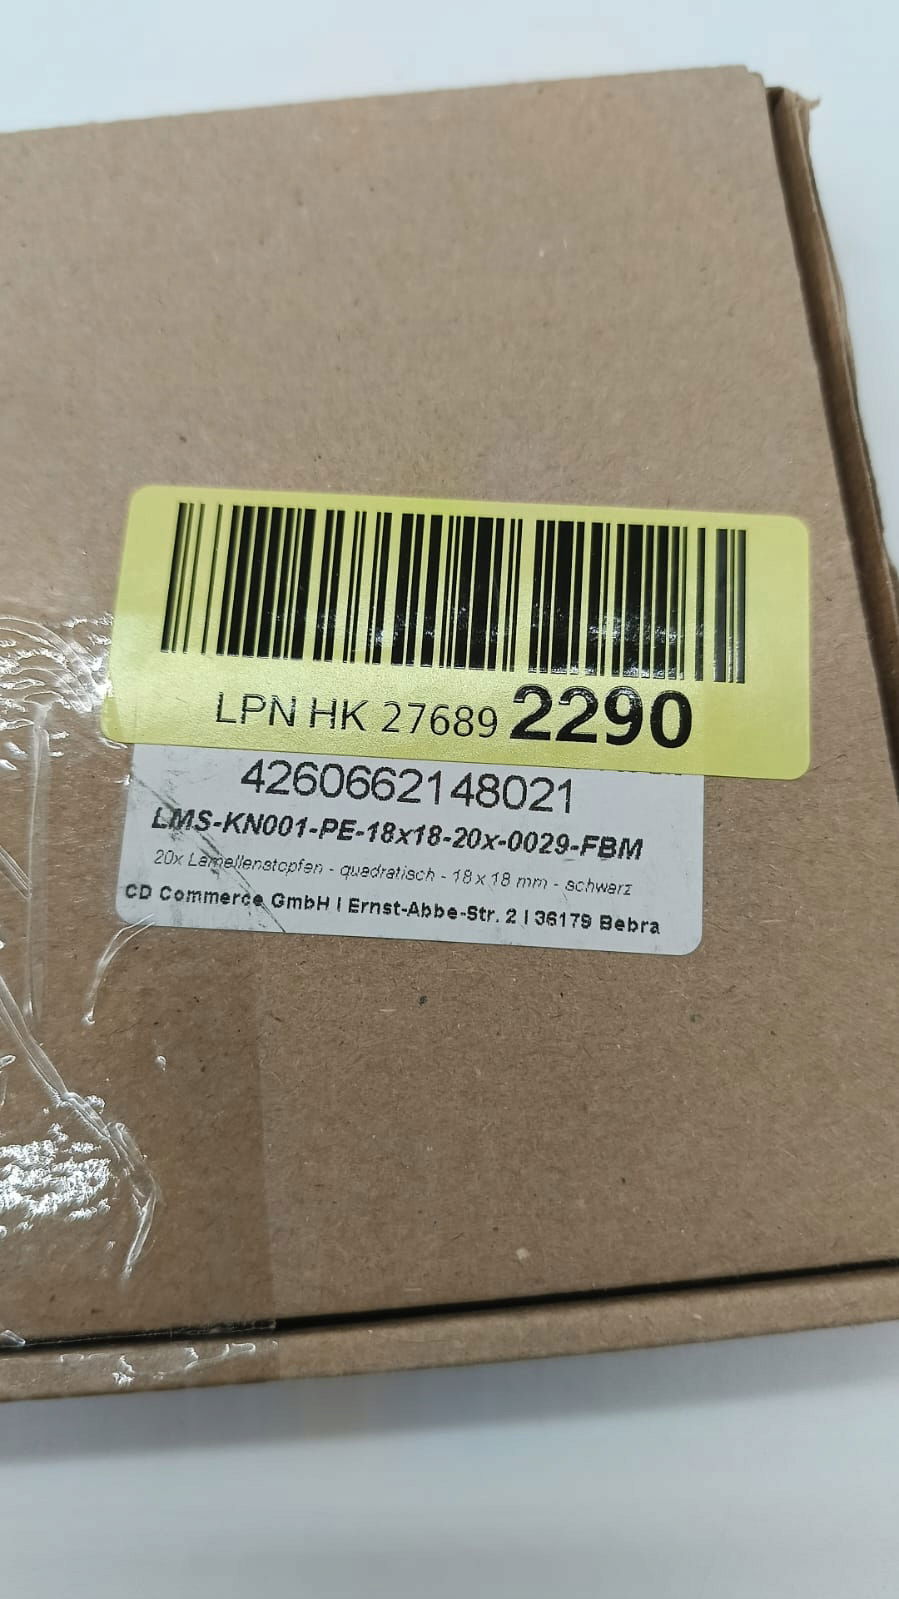 LPN HK 27689 2290
4260662148021
LMS-KN001-PE-18x18-20x-0029-FBM
20x Lamellenstopfen - quadratisch - 18 x 18 mm - schwarz
CD Commerce GmbH I Ernst-Abbe-Str. 2 I 36179 Bebra